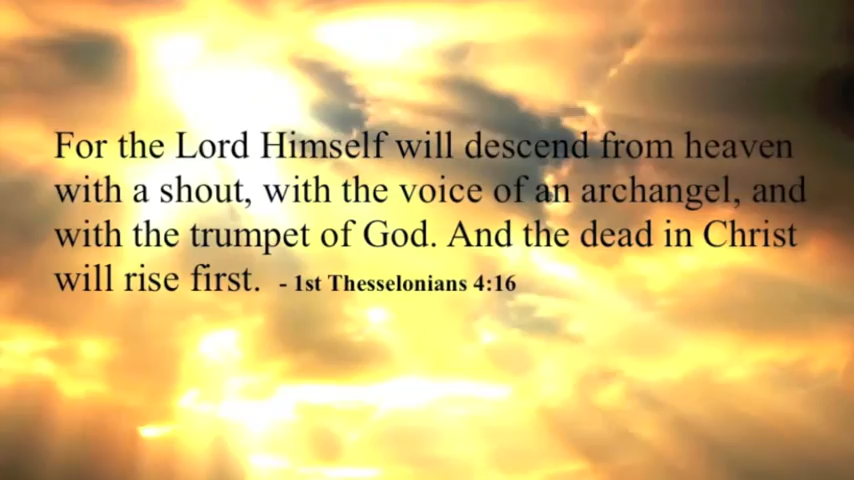 For the Lord Himself will descend from heaven
with a shout, with the voice of an archangel, and
with the trumpet of God. And the dead in Christ
will rise first. - 1st Thesselonians 4:16